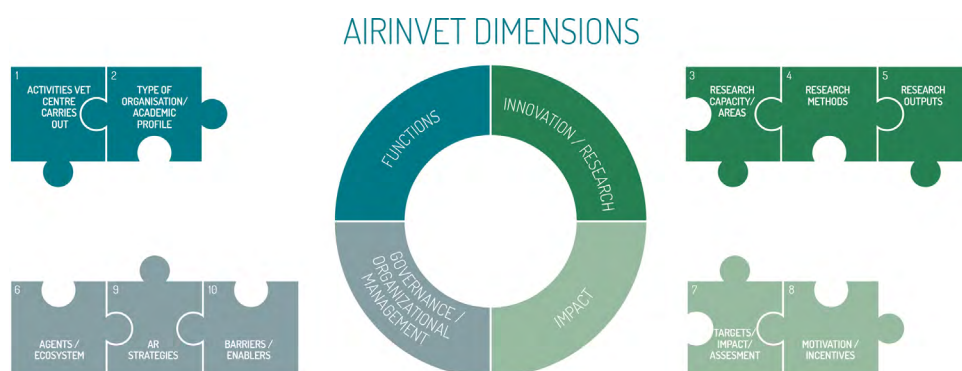 AIRINVET DIMENSIONS
1
ACTIVITIES VET
CENTRE
CARRIES
OUT
2
TYPE OF
ORGANISATION/
ACADEMIC
PROFILE
FUNCTIONS
INNOVATION / RESEARCH
3
RESEARCH
CAPACITY/
AREAS
4
RESEARCH
METHODS
5
RESEARCH
OUTPUTS
6
AGENTS /
ECOSYSTEM
9
AR
STRATEGIES
10
BARRIERS /
ENABLERS
GOVERNANCE /
ORGANIZATIONAL
MANAGEMENT
IMPACT
7
TARGETS/
IMPACT/
ASSESMENT
8
MOTIVATION /
INCENTIVES